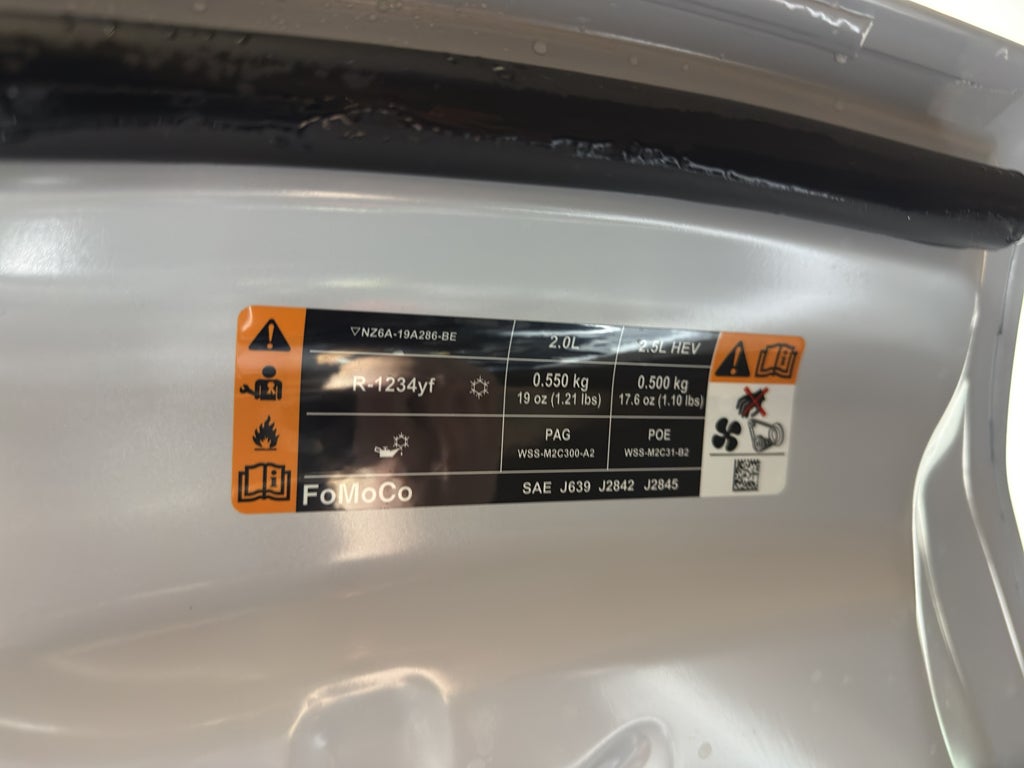 ▽NZ6A-19A286-BE 2.0L 2.5L HEV
R-1234yf 0.550 kg 0.500 kg
19 oz (1.21 lbs) 17.6 oz (1.10 lbs)
PAG POE
WSS-M2C300-A2 WSS-M2C31-B2
FoMoCo SAE J639 J2842 J2845